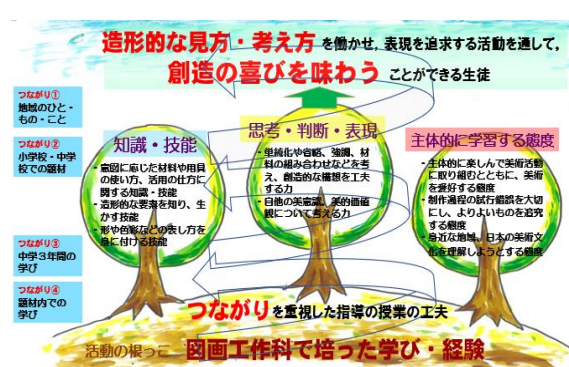 造形的な見方・考え方 を働かせ，表現を追求する活動を通して，
創造の喜びを味わう ことができる生徒
つながり①
地域のひと・
もの・こと
つながり②
小学校・中学
校での題材
つながり③
中学３年間の
学び
つながり④
題材内での
学び
知識・技能
・意図に応じた材料や用具
の使い方、活用の仕方に
関する知識・技能
・造形的な要素を知り、生
かす技能
・形や色彩などの表し方を
身に付ける技能
思考・判断・表現
・単純化や省略、強調、材
料の組み合わせなどを考
え、創造的な構想を工夫
する力
・自他の美意識、美的価値
観について考える力
主体的に学習する態度
・主体的に楽しんで美術活動
に取り組むとともに、美術
を愛好する態度
・制作過程の試行錯誤を大切
にし、よりよいものを追究
する態度
・身近な地域、日本の美術文
化を理解しようとする態度
つながりを重視した指導の授業の工夫
活動の根っこ 図画工作科で培った学び・経験